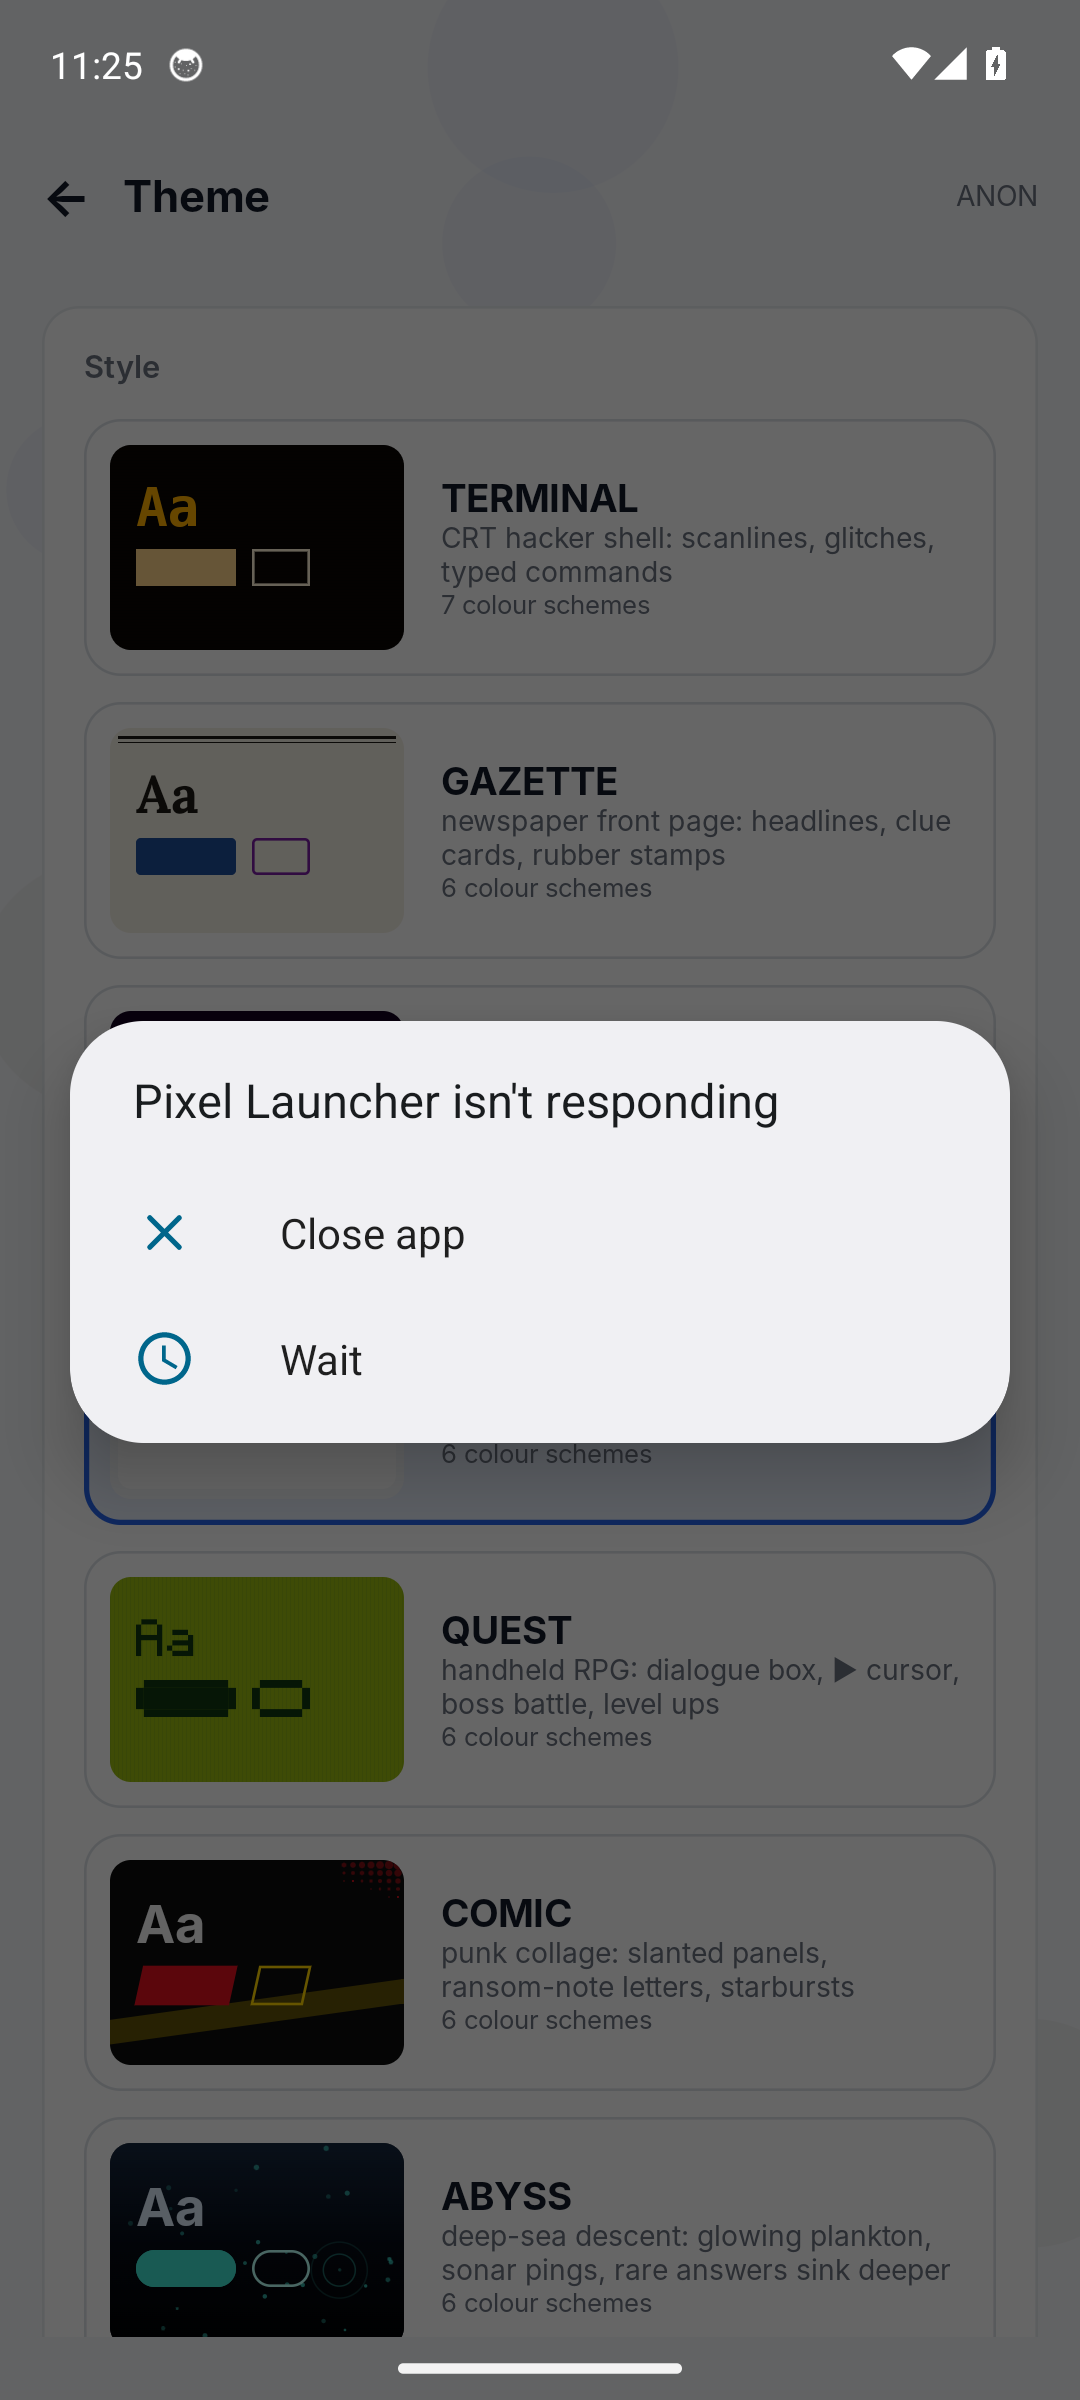 11:25
Theme
ANON
Style
Aa
TERMINAL
CRT hacker shell: scanlines, glitches,
typed commands
7 colour schemes
Aa
GAZETTE
newspaper front page: headlines, clue
cards, rubber stamps
6 colour schemes
Pixel Launcher isn't responding
Close app
Wait
6 colour schemes
Aa
QUEST
handheld RPG: dialogue box, ▶ cursor,
boss battle, level ups
6 colour schemes
Aa
COMIC
punk collage: slanted panels,
ransom-note letters, starbursts
6 colour schemes
Aa
ABYSS
deep-sea descent: glowing plankton,
sonar pings, rare answers sink deeper
6 colour schemes